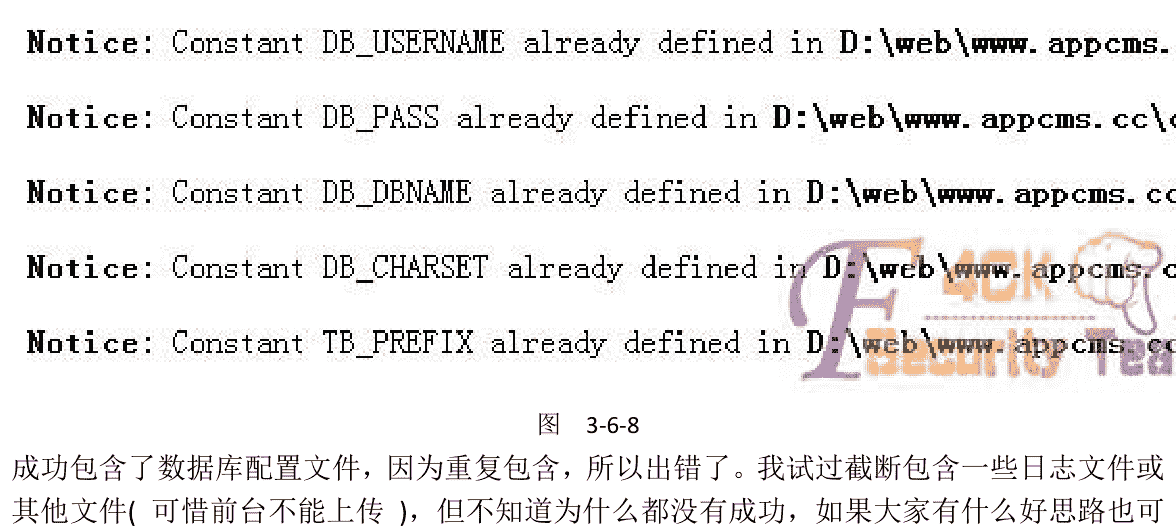 Notice: Constant DB_USERNAME already defined in D:\web\www.appcms.
Notice: Constant DB_PASS already defined in D:\web\www.appcms.cc\c
Notice: Constant DB_DBNAME already defined in D:\web\www.appcms.cc
Notice: Constant DB_CHARSET already defined in D:\web\www.appcms.c
Notice: Constant TB_PREFIX already defined in D:\web\www.appcms.cc
F4CK
Security Tea
图 3-6-8
成功包含了数据库配置文件，因为重复包含，所以出错了。我试过截断包含一些日志文件或
其他文件( 可惜前台不能上传 )，但不知道为什么都没有成功，如果大家有什么好思路也可